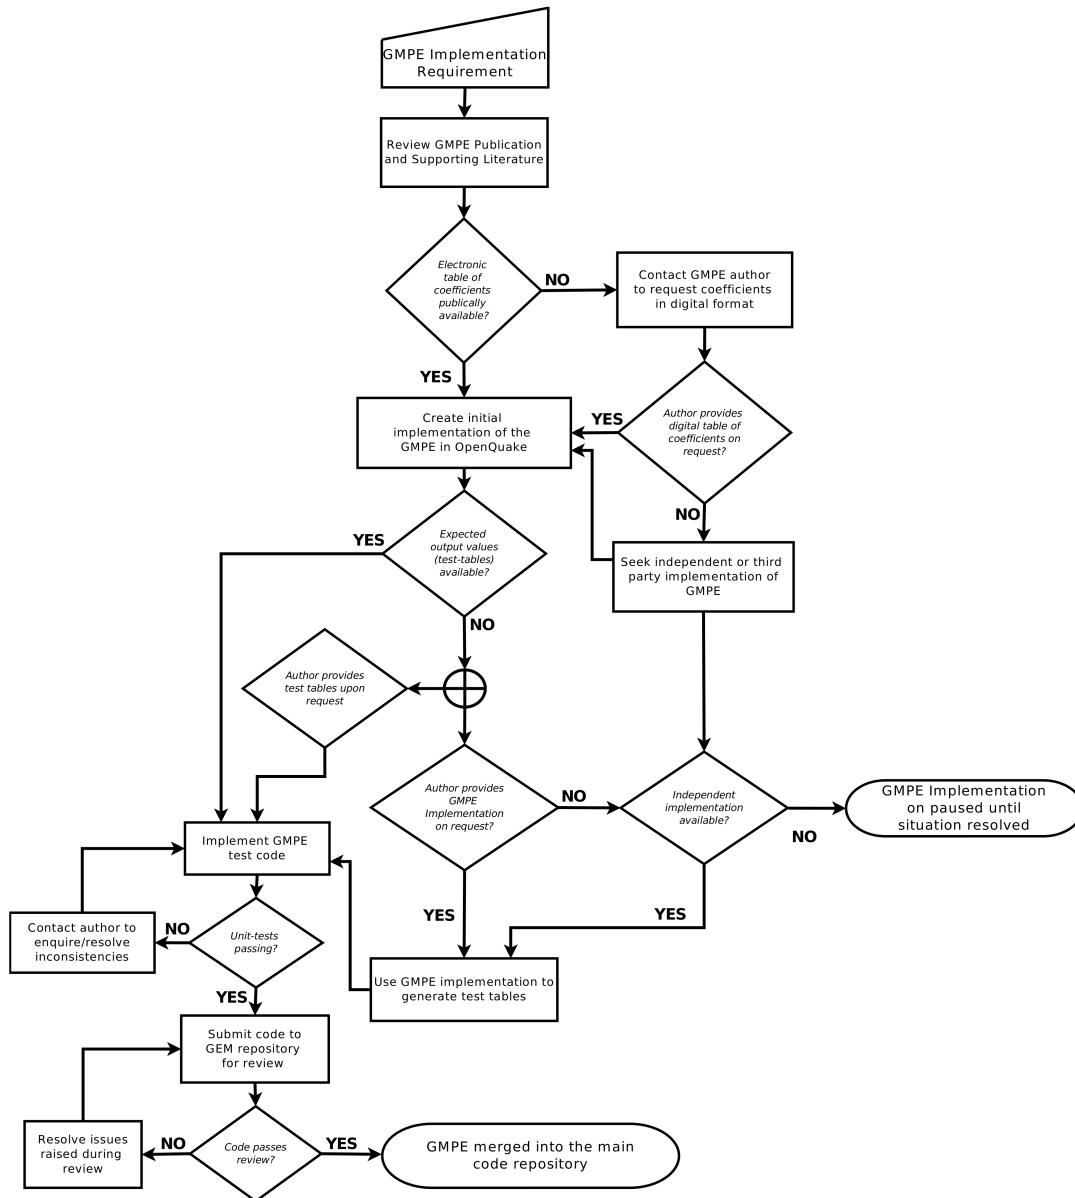 GMPE Implementation
Requirement
Review GMPE Publication
and Supporting Literature
Electronic
table of
coefficients
publically
available?
NO
Contact GMPE author
to request coefficients
in digital format
YES
Create initial
implementation of the
GMPE in OpenQuake
YES
Author provides
digital table of
coefficients on
request?
NO
Seek independent or third
party implementation of
GMPE
YES
Expected
output values
(test-tables)
available?
NO
Author provides
test tables upon
request
Author provides
GMPE
Implementation
on request?
NO
Independent
implementation
available?
NO
GMPE Implementation
on paused until
situation resolved
Implement GMPE
test code
YES
YES
Use GMPE implementation to
generate test tables
Contact author to
enquire/resolve
inconsistencies
NO
Unit-tests
passing?
YES
Submit code to
GEM repository
for review
Resolve issues
raised during
review
NO
Code passes
review?
YES
GMPE merged into the main
code repository